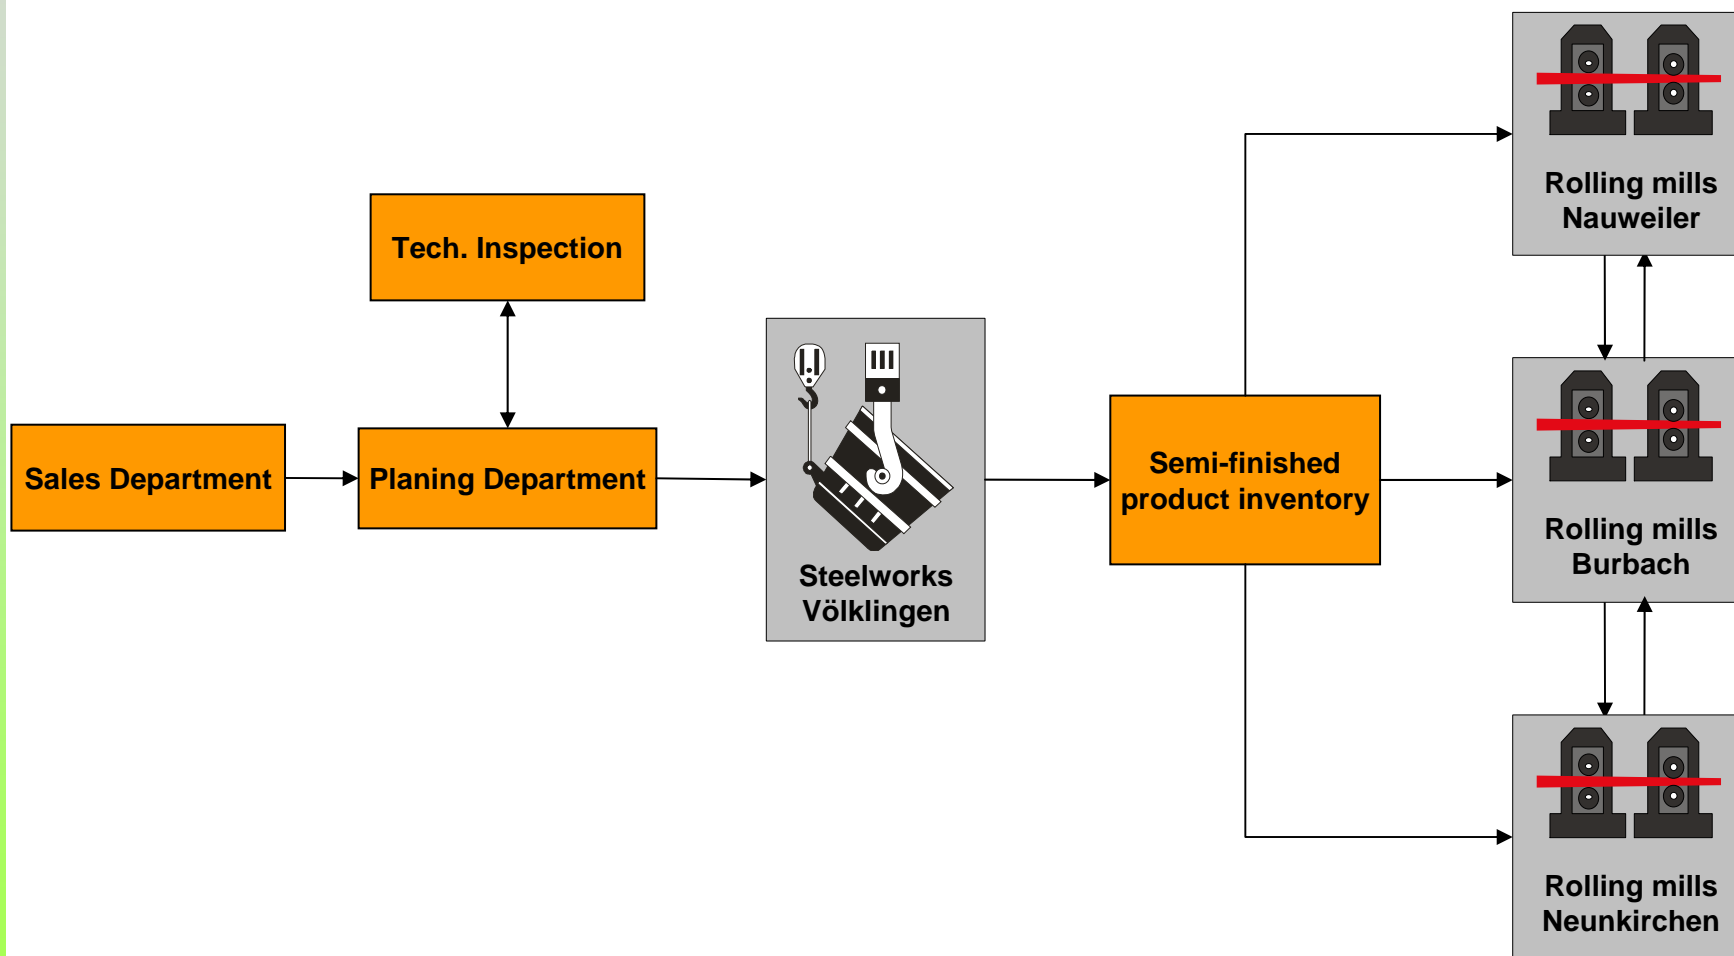 Tech. Inspection
Sales Department
Planing Department
Steelworks
Völklingen
Semi-finished
product inventory
Rolling mills
Nauweiler
Rolling mills
Burbach
Rolling mills
Neunkirchen